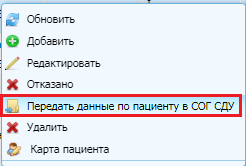 Обновить
Добавить
Редактировать
Отказано
Передать данные по пациенту в СОГ СДУ
Удалить
Карта пациента